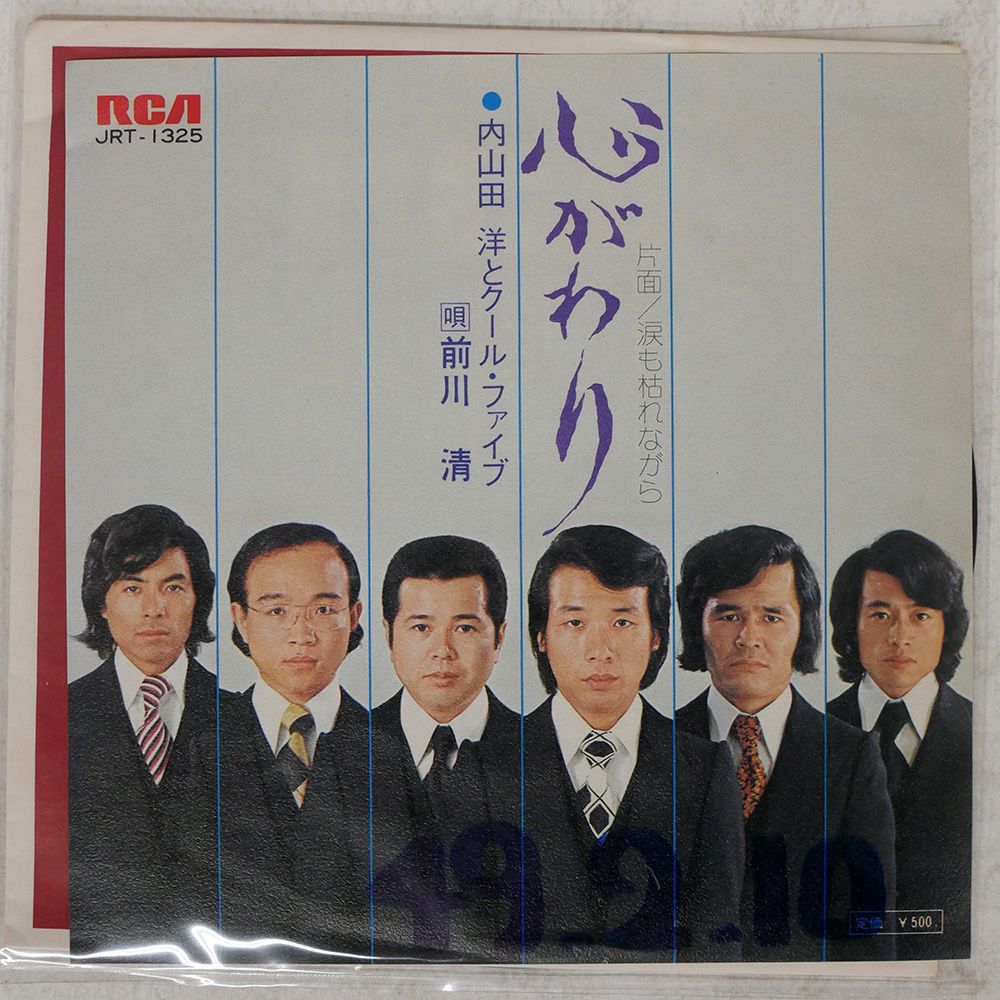 RCA
JRT-1325
心がわり
片面/涙も枯れながら
●内山田 洋とクール・ファイブ
唄 前川 清
49.2.10
定価 ¥500.